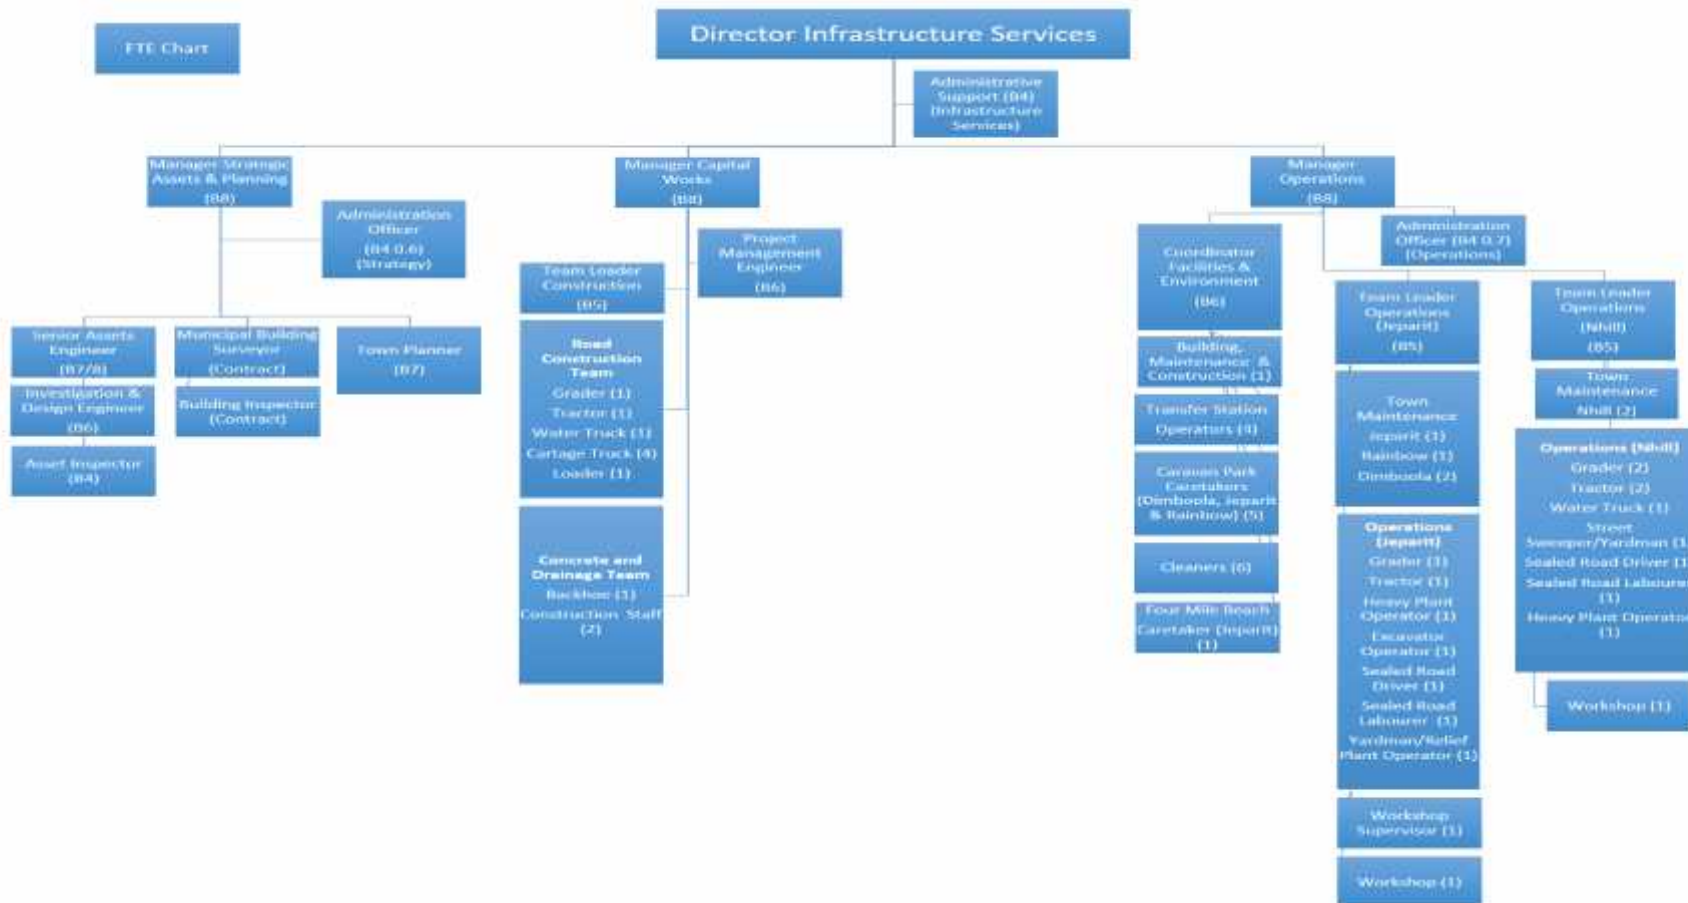 FTE Chart
Director Infrastructure Services
Administrative
Support (B4)
(Infrastructure
Services)
Manager Strategic
Assets & Planning
(B8)
Administration
Officer
(B4 0.6)
(Strategy)
Senior Assets
Engineer
(B7/8)
Investigation &
Design Engineer
(B6)
Asset Inspector
(B4)
Municipal Building
Surveyor
(Contract)
Building Inspector
(Contract)
Town Planner
(B7)
Manager Capital
Works
(B8)
Project
Management
Engineer
(B6)
Team Leader
Construction
(B5)
Road
Construction
Team
Grader (1)
Tractor (1)
Water Truck (1)
Cartage Truck (4)
Loader (1)
Concrete and
Drainage Team
Backhoe (1)
Construction Staff
(2)
Manager
Operations
(B8)
Administration
Officer (B4 0.7)
(Operations)
Coordinator
Facilities &
Environment
(B6)
Building,
Maintenance &
Construction (1)
Transfer Station
Operators (4)
Caravan Park
Caretakers
(Dimboola, Jeparit
& Rainbow) (5)
Cleaners (6)
Four Mile Beach
Caretaker (Jeparit)
(1)
Team Leader
Operations
(Jeparit)
(B5)
Town
Maintenance
Jeparit (1)
Rainbow (1)
Dimboola (2)
Operations
(Jeparit)
Grader
Tractor (1)
Heavy Plant
Operator (1)
Excavator
Operator (1)
Sealed Road
Driver (1)
Sealed Road
Labourer (1)
Yardman/Relief
Plant Operator (1)
Workshop
Supervisor (1)
Workshop (1)
Team Leader
Operations
(Nhill)
(B5)
Town
Maintenance
Nhill (2)
Operations (Nhill)
Grader (2)
Tractor (2)
Water Truck (1)
Street
Sweeper/Yardman (1
Sealed Road Driver (1
Sealed Road Labourer
(1)
Heavy Plant Operator
(1)
Workshop (1)